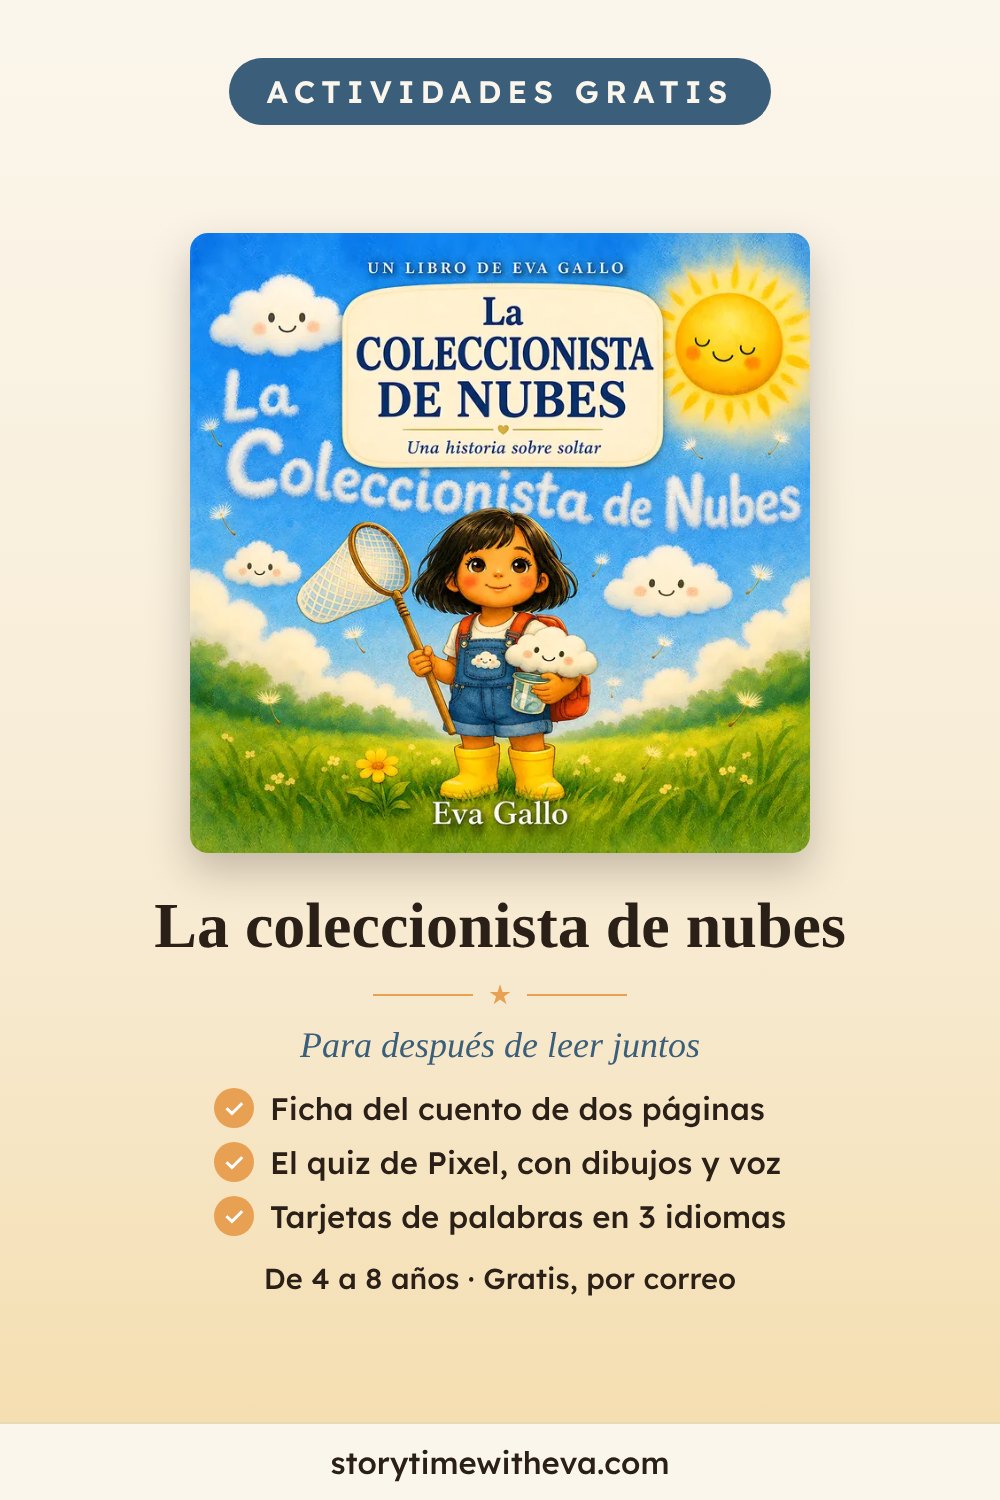 ACTIVIDADES GRATIS
UN LIBRO DE EVA GALLO
La
COLECCIONISTA
DE NUBES
Una historia sobre soltar
La
Coleccionista de Nubes
Eva Gallo
La coleccionista de nubes
Para después de leer juntos
Ficha del cuento de dos páginas
El quiz de Pixel, con dibujos y voz
Tarjetas de palabras en 3 idiomas
De 4 a 8 años · Gratis, por correo
storytimewitheva.com